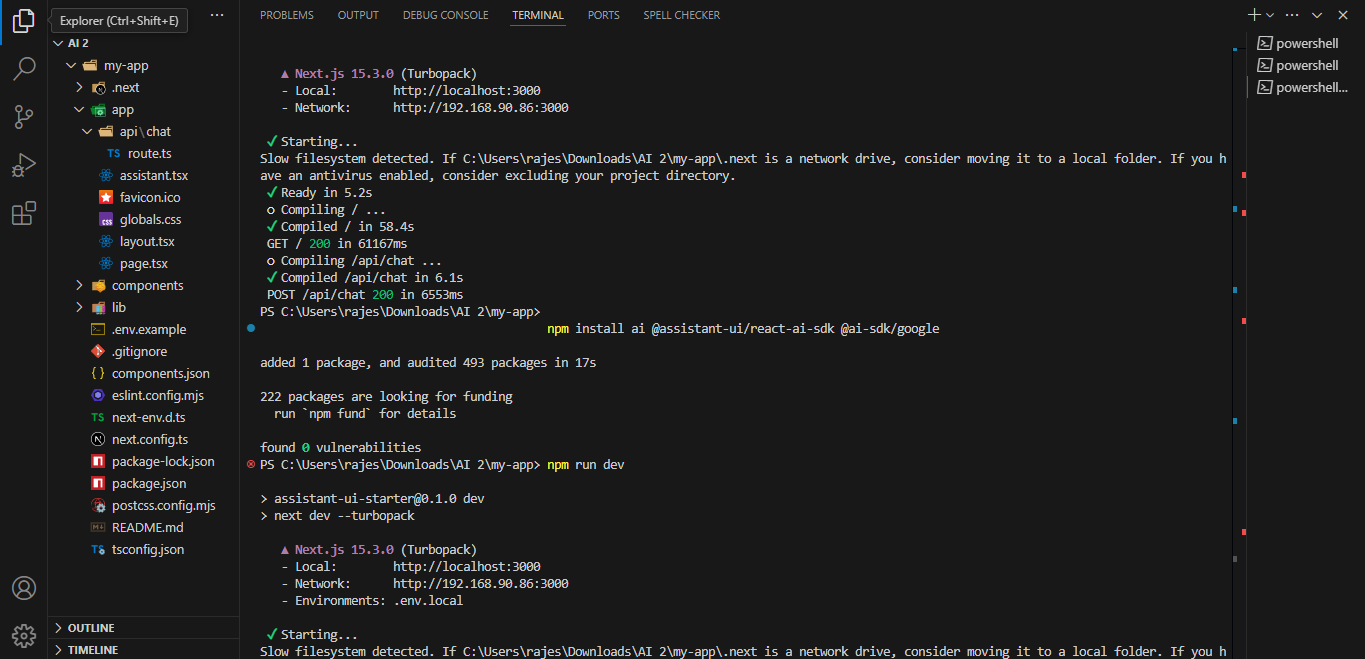 Explorer (Ctrl+Shift+E)
PROBLEMS OUTPUT DEBUG CONSOLE TERMINAL PORTS SPELL CHECKER
AI 2
my-app
.next
app
api\chat
TS route.ts
assistant.tsx
favicon.ico
css globals.css
layout.tsx
page.tsx
components
lib
.env.example
.gitignore
{} components.json
eslint.config.mjs
TS next-env.d.ts
N next.config.ts
package-lock.json
package.json
postcss.config.mjs
README.md
TS tsconfig.json
OUTLINE
TIMELINE
▲ Next.js 15.3.0 (Turbopack)
- Local: http://localhost:3000
- Network: http://192.168.90.86:3000
✓ Starting...
Slow filesystem detected. If C:\Users\rajes\Downloads\AI 2\my-app\.next is a network drive, consider moving it to a local folder. If you h
ave an antivirus enabled, consider excluding your project directory.
✓ Ready in 5.2s
○ Compiling / ...
✓ Compiled / in 58.4s
GET / 200 in 61167ms
○ Compiling /api/chat ...
✓ Compiled /api/chat in 6.1s
POST /api/chat 200 in 6553ms
PS C:\Users\rajes\Downloads\AI 2\my-app>
npm install ai @assistant-ui/react-ai-sdk @ai-sdk/google
added 1 package, and audited 493 packages in 17s
222 packages are looking for funding
run `npm fund` for details
found 0 vulnerabilities
PS C:\Users\rajes\Downloads\AI 2\my-app> npm run dev
> assistant-ui-starter@0.1.0 dev
> next dev --turbopack
▲ Next.js 15.3.0 (Turbopack)
- Local: http://localhost:3000
- Network: http://192.168.90.86:3000
- Environments: .env.local
✓ Starting...
Slow filesystem detected. If C:\Users\rajes\Downloads\AI 2\my-app\.next is a network drive, consider moving it to a local folder. If you h
powershell
powershell
powershell...